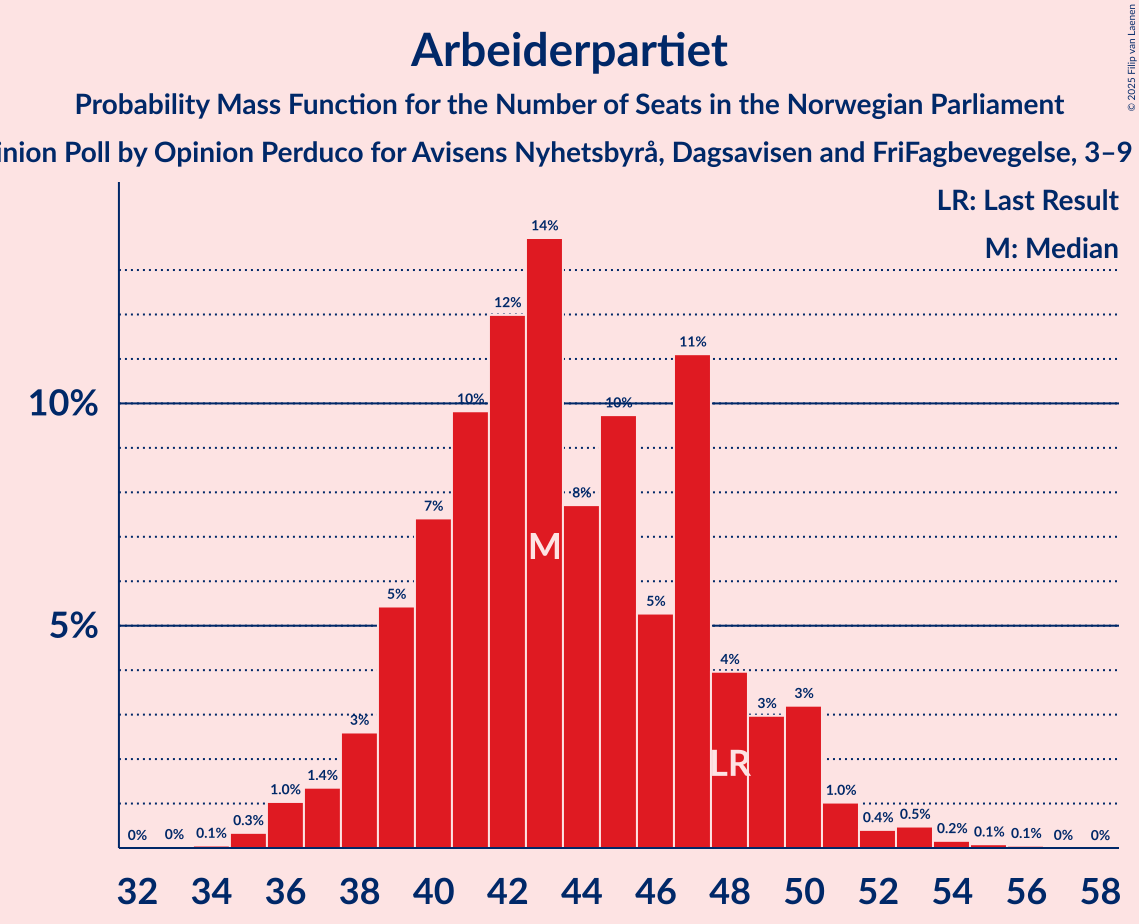 Arbeiderpartiet
Probability Mass Function for the Number of Seats in the Norwegian Parliament
inion Poll by Opinion Perduco for Avisens Nyhetsbyrå, Dagsavisen and FriFagbevegelse, 3–9
© 2025 Filip van Laenen
LR: Last Result
M: Median
14%
12%
11%
10%
10% 10%
8%
7%
M
5% 5%
5%
4%
3% 3%
3%
LR
1.4%
1.0% 1.0%
0% 0% 0.1% 0.3% 0.4% 0.5% 0.2% 0.1% 0.1% 0% 0%
32 34 36 38 40 42 44 46 48 50 52 54 56 58